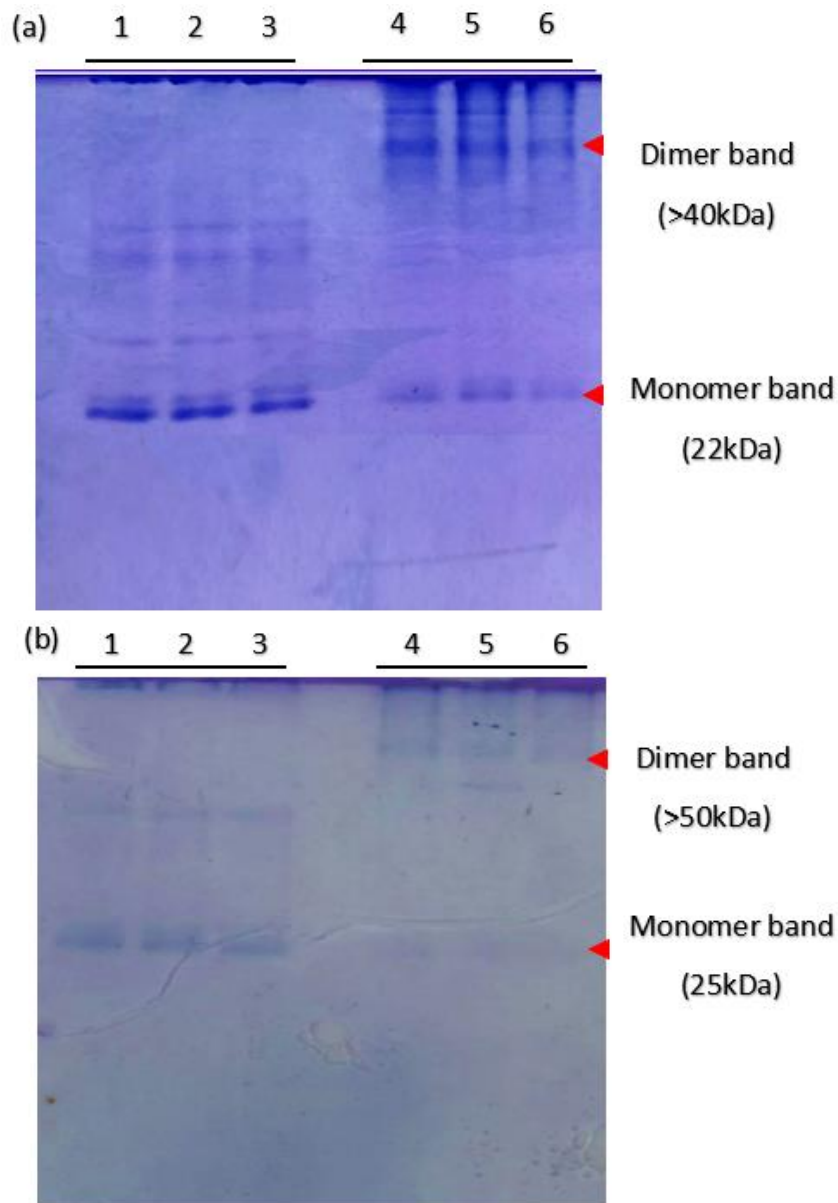 (a) 1 2 3 4 5 6
Dimer band
(>40kDa)
Monomer band
(22kDa)
(b) 1 2 3 4 5 6
Dimer band
(>50kDa)
Monomer band
(25kDa)